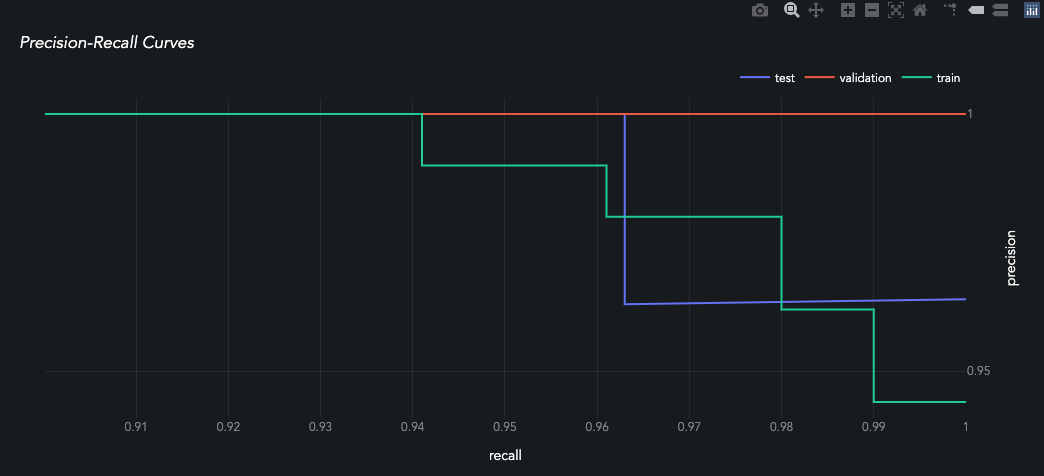 Precision-Recall Curves
test validation train
1
0.95
precision
0.91 0.92 0.93 0.94 0.95 0.96 0.97 0.98 0.99 1
recall